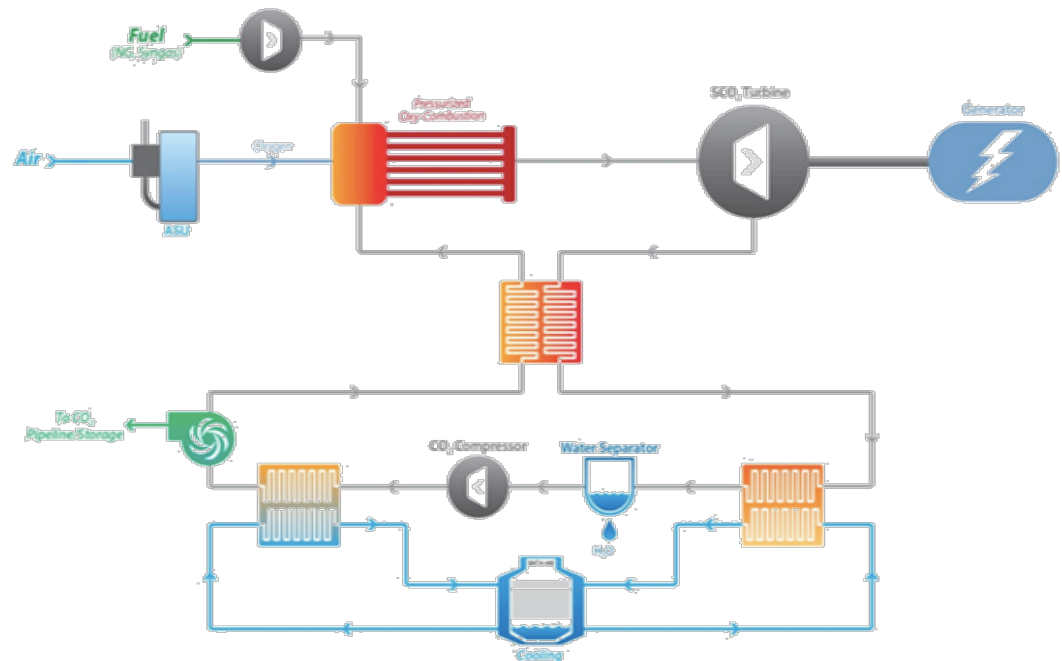 Fuel
(NG, Syngas)
Pressurized
Oxy-Combustion
SCO₂ Turbine
Generator
Air
Oxygen
ASU
To CO₂
Pipeline Storage
CO₂ Compressor
Water Separator
H₂O
Cooling